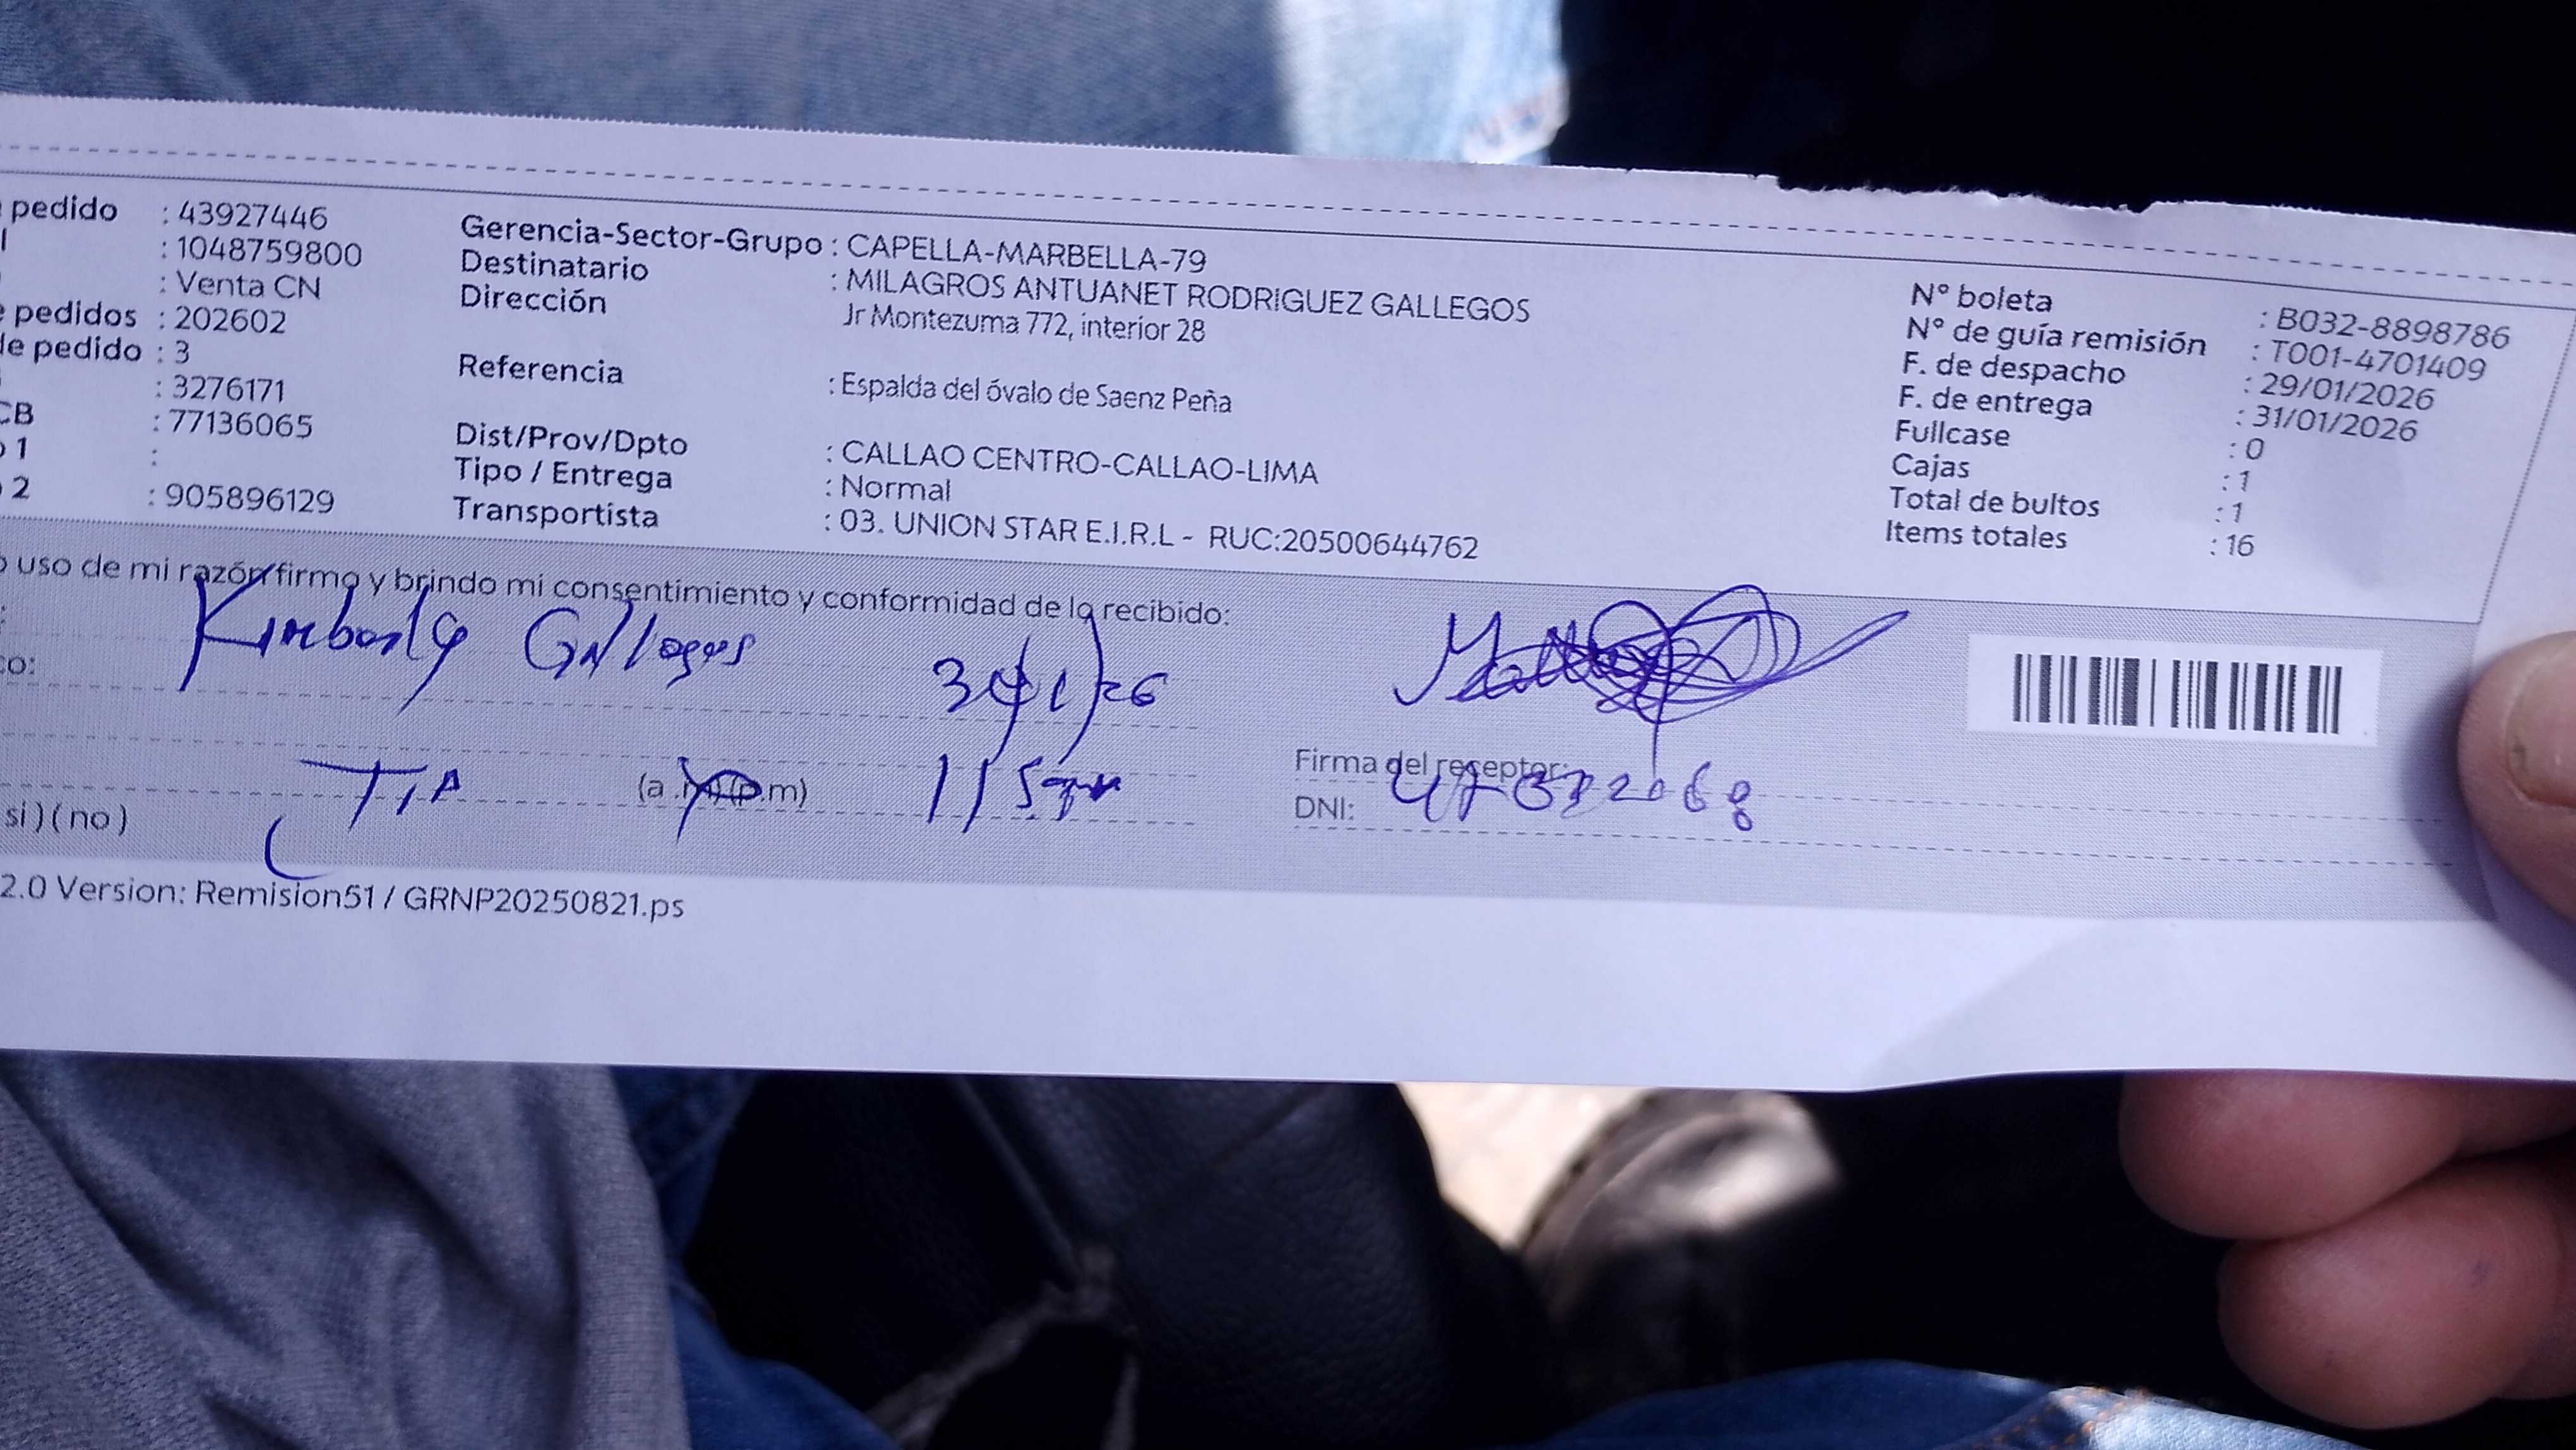 pedido : 43927446
: 1048759800
: Venta CN
pedidos : 202602
de pedido : 3
: 3276171
CB : 77136065
1 :
2 : 905896129
Gerencia-Sector-Grupo : CAPELLA-MARBELLA-79
Destinatario : MILAGROS ANTUANET RODRIGUEZ GALLEGOS
Dirección Jr Montezuma 772, interior 28
Referencia : Espalda del óvalo de Saenz Peña
Dist/Prov/Dpto : CALLAO CENTRO-CALLAO-LIMA
Tipo / Entrega : Normal
Transportista : 03. UNION STAR E.I.R.L - RUC:20500644762
N° boleta : B032-8898786
N° de guía remisión : T001-4701409
F. de despacho : 29/01/2026
F. de entrega : 31/01/2026
Fullcase : 0
Cajas : 1
Total de bultos : 1
Items totales : 16
uso de mi razón firmo y brindo mi consentimiento y conformidad de lo recibido:
Kimberly Gallegos
co:
TIA (a .m) (p.m)
Firma del receptor:
DNI:
si ) ( no )
2.0 Version: Remision51 / GRNP20250821.ps